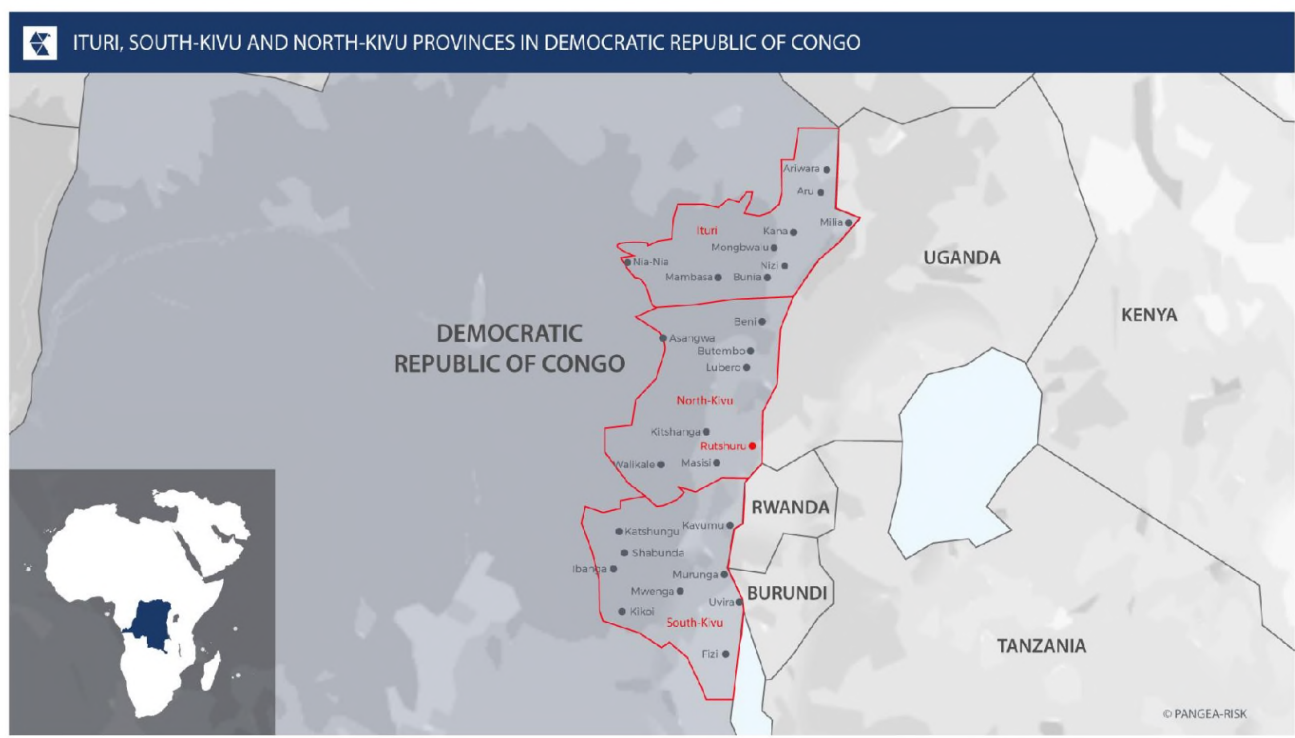 ITURI, SOUTH-KIVU AND NORTH-KIVU PROVINCES IN DEMOCRATIC REPUBLIC OF CONGO
Ariwara
Aru
Milia
Ituri
Kana
Mongbwalu
Nia-Nia
Nizi
Mambasa
Bunia
UGANDA
KENYA
DEMOCRATIC
REPUBLIC OF CONGO
Beni
Asangwa
Butembo
Lubero
North-Kivu
Kitshanga
Rutshuru
Walikale
Masisi
RWANDA
Kavumu
Katshungu
Shabunda
Ibanga
Murunga
Mwenga
BURUNDI
Uvira
Kikoi
South-Kivu
Fizi
TANZANIA
© PANGEA-RISK